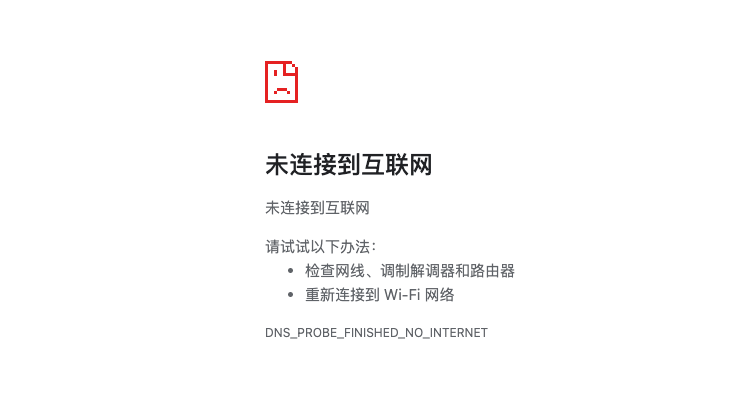 未连接到互联网
未连接到互联网
请试试以下办法：
• 检查网线、调制解调器和路由器
• 重新连接到 Wi-Fi 网络
DNS_PROBE_FINISHED_NO_INTERNET